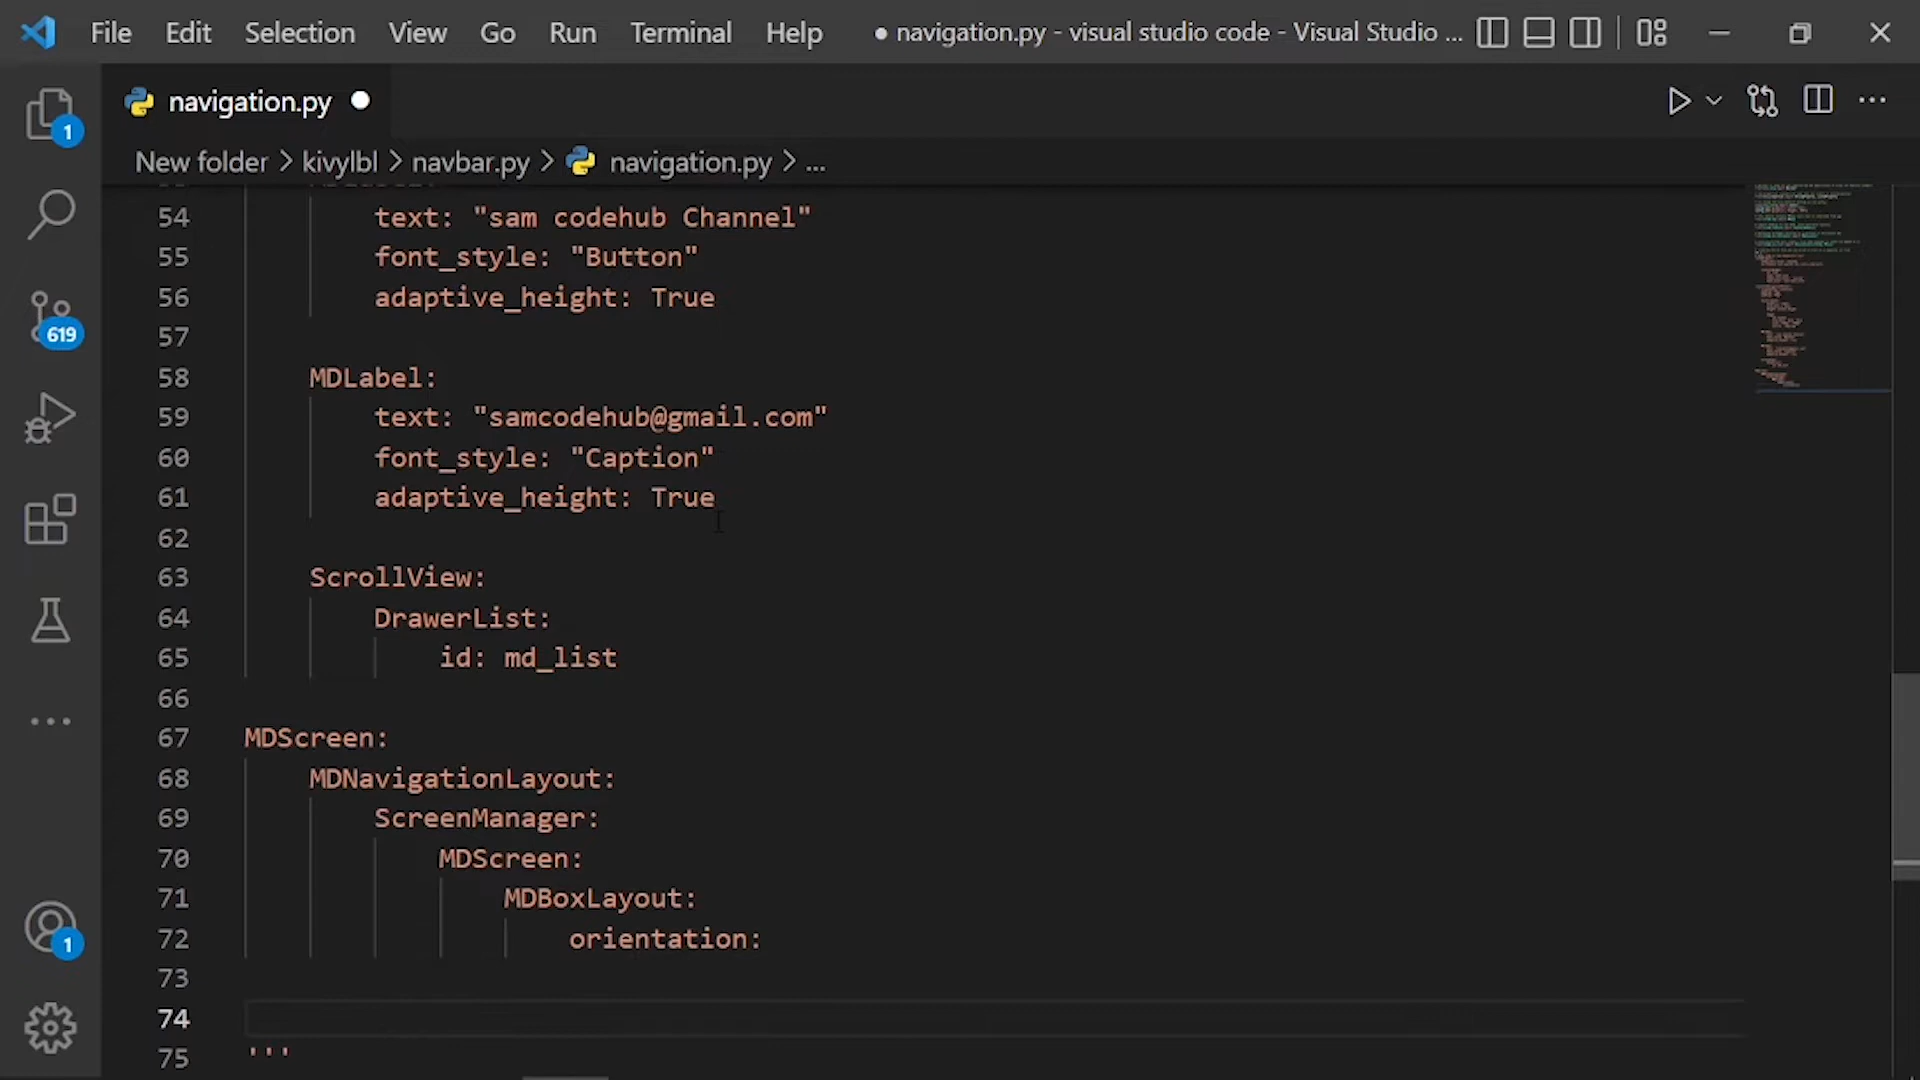 File Edit Selection View Go Run Terminal Help ● navigation.py - visual studio code - Visual Studio ...
navigation.py
New folder > kivylbl > navbar.py > navigation.py > ...
54 text: "sam codehub Channel"
55 font_style: "Button"
56 adaptive_height: True
57
58 MDLabel:
59 text: "samcodehub@gmail.com"
60 font_style: "Caption"
61 adaptive_height: True
62
63 ScrollView:
64 DrawerList:
65 id: md_list
66
67 MDScreen:
68 MDNavigationLayout:
69 ScreenManager:
70 MDScreen:
71 MDBoxLayout:
72 orientation:
73
74
75 '''
1
619
1